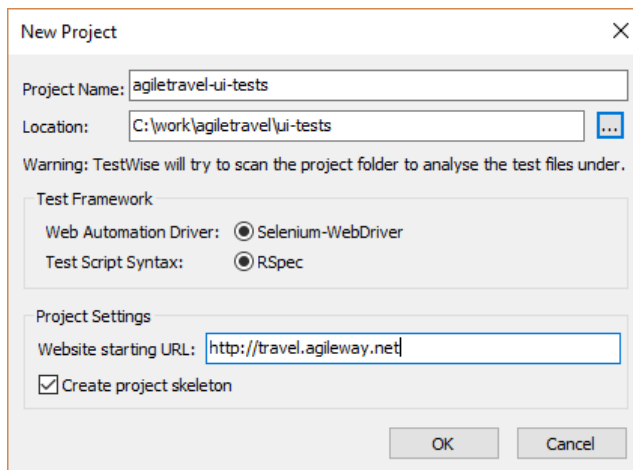 New Project
Project Name: agiletravel-ui-tests
Location: C:\work\agiletravel\ui-tests ...
Warning: TestWise will try to scan the project folder to analyse the test files under.
Test Framework
Web Automation Driver: Selenium-WebDriver
Test Script Syntax: RSpec
Project Settings
Website starting URL: http://travel.agileway.net
Create project skeleton
OK Cancel